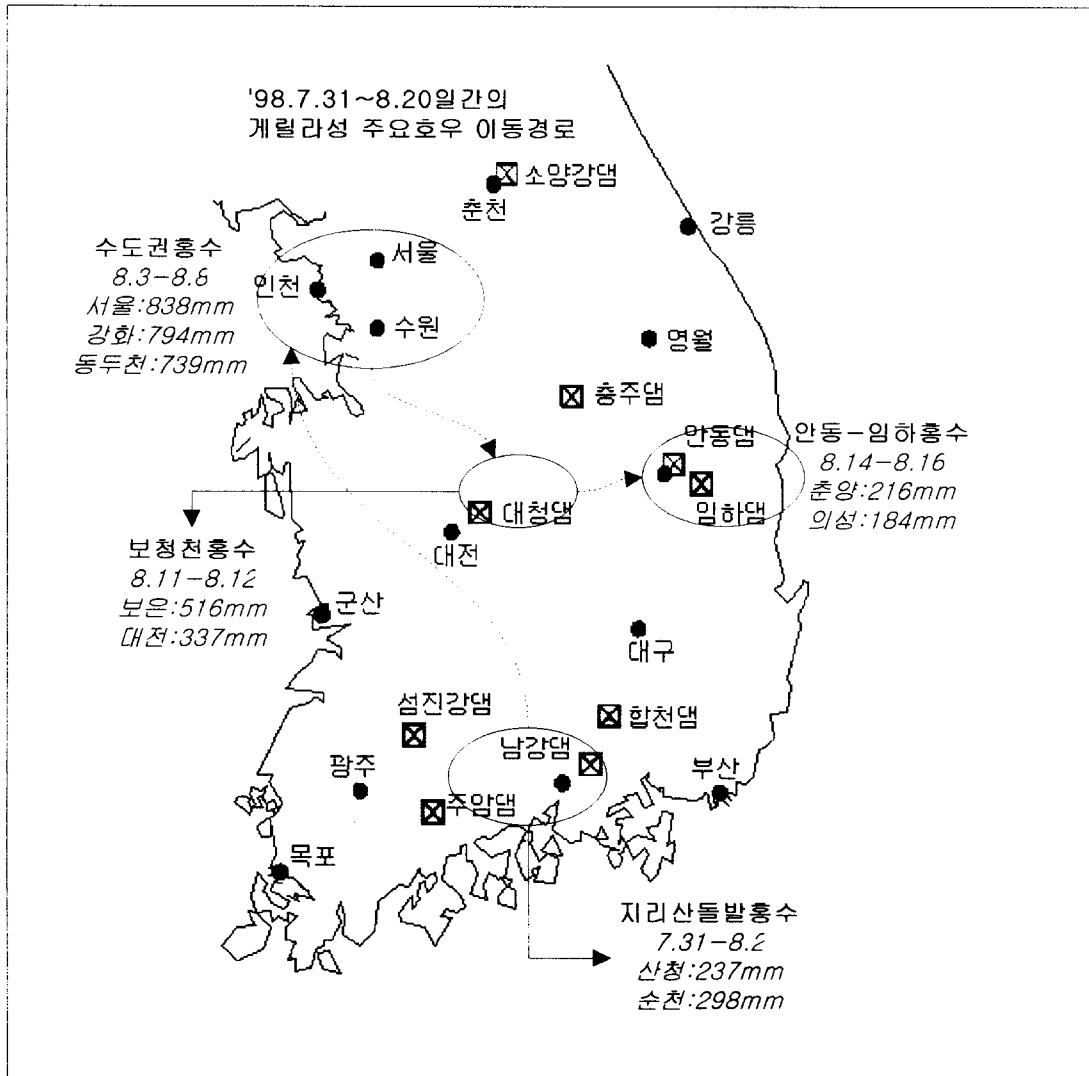 '98.7.31~8.20일간의
게릴라성 주요호우 이동경로
소양강댐
춘천
강릉
수도권홍수
8.3-8.8
서울:838mm
강화:794mm
동두천:739mm
서울
인천
수원
영월
충주댐
안동댐
임하댐
안동-임하홍수
8.14-8.16
춘양:216mm
의성:184mm
대청댐
대전
보청천홍수
8.11-8.12
보은:516mm
대전:337mm
군산
대구
섬진강댐
합천댐
남강댐
광주
주암댐
부산
목포
지리산돌발홍수
7.31-8.2
산청:237mm
순천:298mm